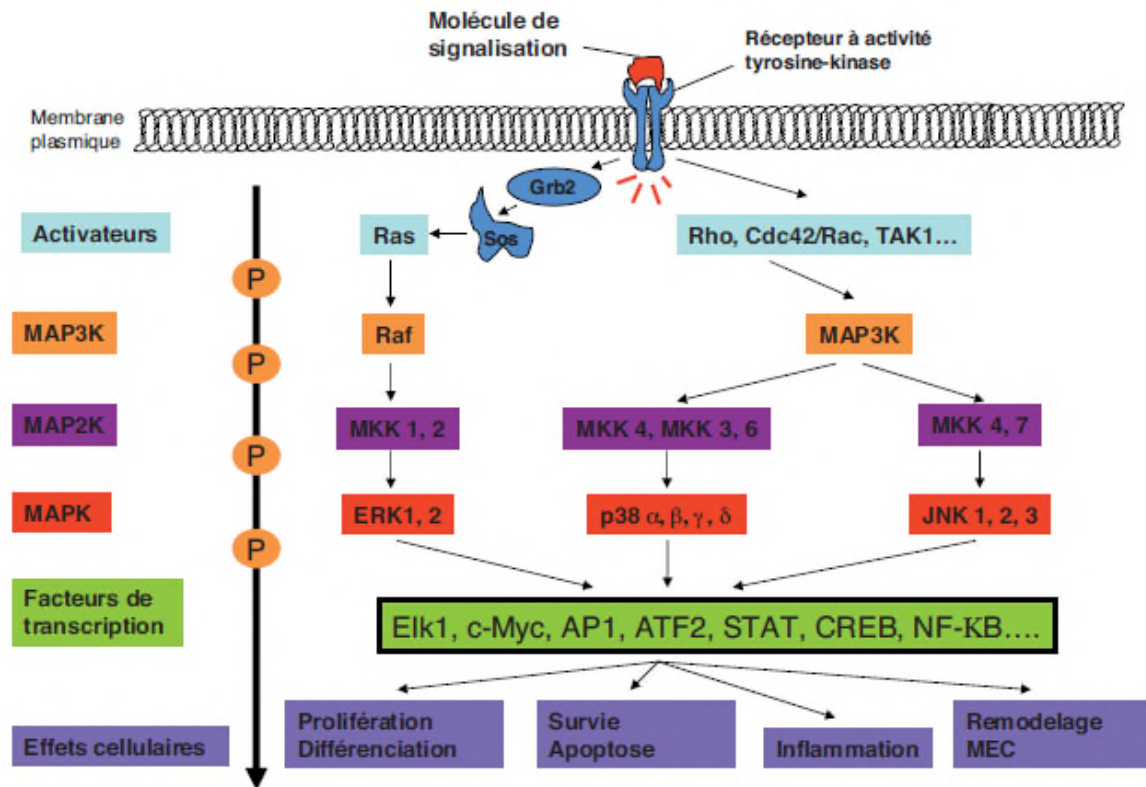 Molécule de
signalisation
Récepteur à activité
tyrosine-kinase
Membrane
plasmique
Grb2
Activateurs
Ras
Sos
Rho, Cdc42/Rac, TAK1...
P
MAP3K
Raf
MAP3K
P
MAP2K
MKK 1, 2
MKK 4, MKK 3, 6
MKK 4, 7
P
MAPK
ERK1, 2
p38 α, β, γ, δ
JNK 1, 2, 3
P
Facteurs de
transcription
Elk1, c-Myc, AP1, ATF2, STAT, CREB, NF-κB....
Effets cellulaires
Prolifération
Différenciation
Survie
Apoptose
Inflammation
Remodelage
MEC